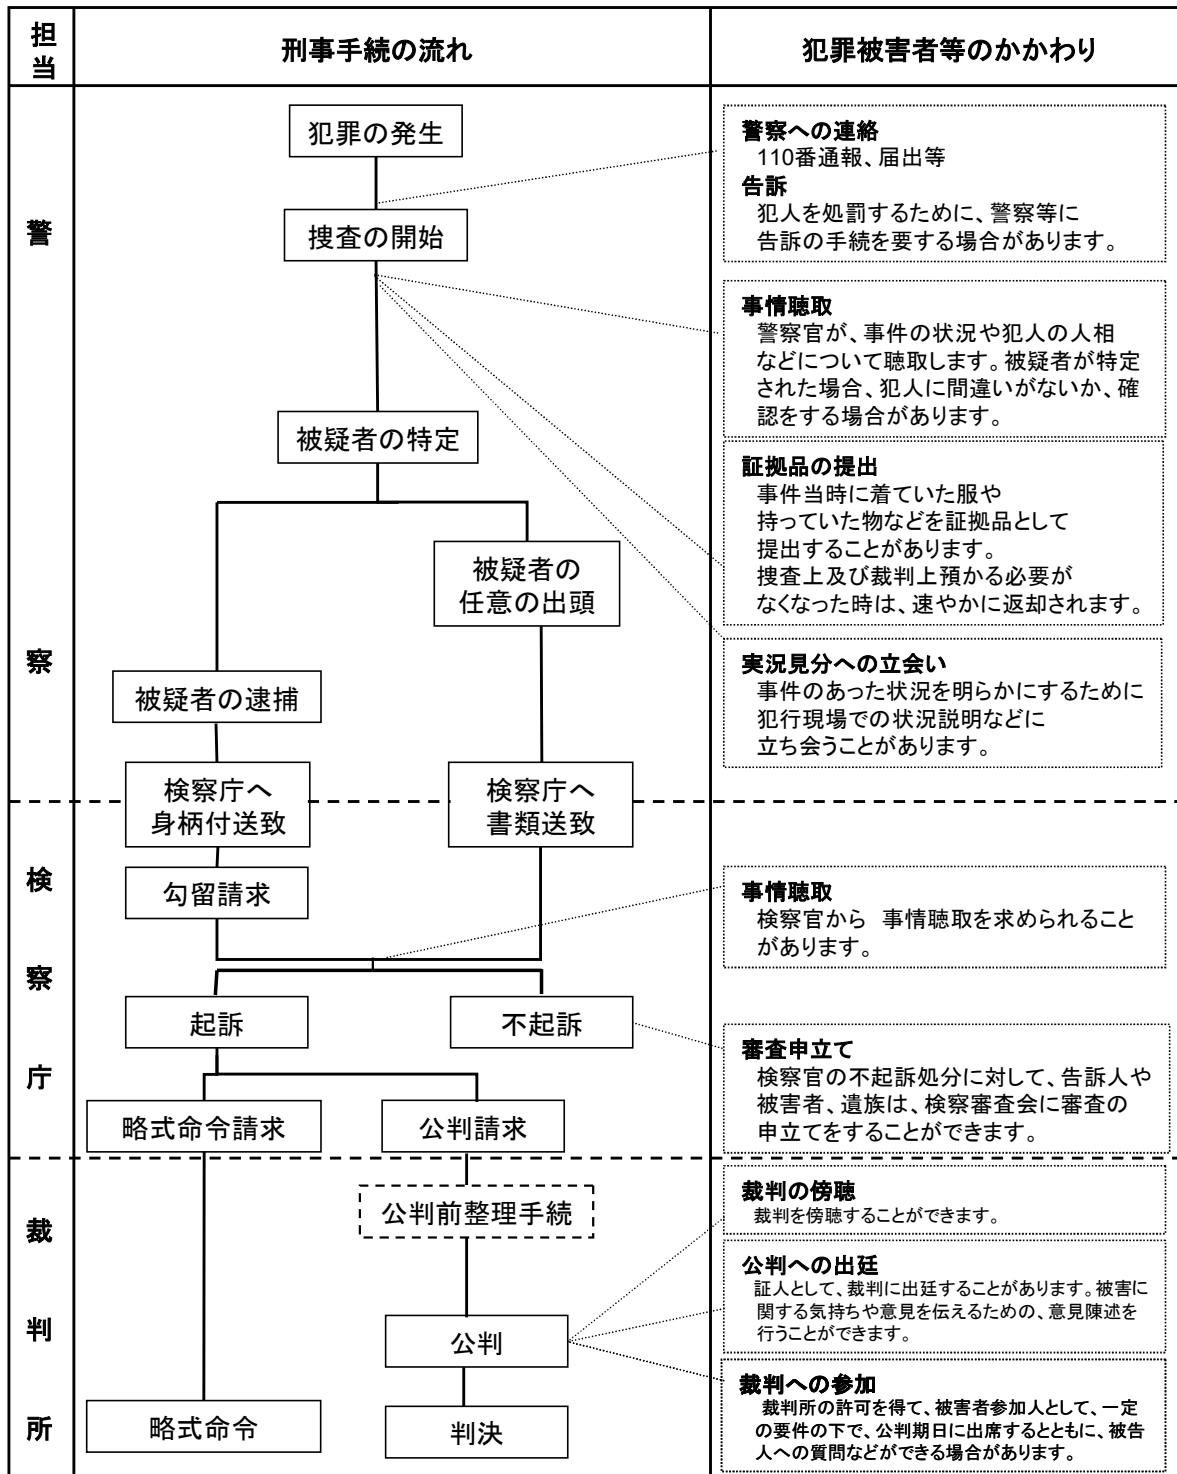 担
当
刑事手続の流れ
犯罪被害者等のかかわり
警
察
検
察
庁
裁
判
所
犯罪の発生
捜査の開始
被疑者の特定
被疑者の
任意の出頭
被疑者の逮捕
検察庁へ
身柄付送致
検察庁へ
書類送致
勾留請求
起訴
不起訴
略式命令請求
公判請求
公判前整理手続
公判
略式命令
判決
警察への連絡
110番通報、届出等
告訴
犯人を処罰するために、警察等に
告訴の手続を要する場合があります。
事情聴取
警察官が、事件の状況や犯人の人相
などについて聴取します。被疑者が特定
された場合、犯人に間違いがないか、確
認をする場合があります。
証拠品の提出
事件当時に着ていた服や
持っていた物などを証拠品として
提出することがあります。
捜査上及び裁判上預かる必要が
なくなった時は、速やかに返却されます。
実況見分への立会い
事件のあった状況を明らかにするために
犯行現場での状況説明などに
立ち会うことがあります。
事情聴取
検察官から 事情聴取を求められること
があります。
審査申立て
検察官の不起訴処分に対して、告訴人や
被害者、遺族は、検察審査会に審査の
申立てをすることができます。
裁判の傍聴
裁判を傍聴することができます。
公判への出廷
証人として、裁判に出廷することがあります。被害に
関する気持ちや意見を伝えるための、意見陳述を
行うことができます。
裁判への参加
裁判所の許可を得て、被害者参加人として、一定
の要件の下で、公判期日に出席するとともに、被告
人への質問などができる場合があります。